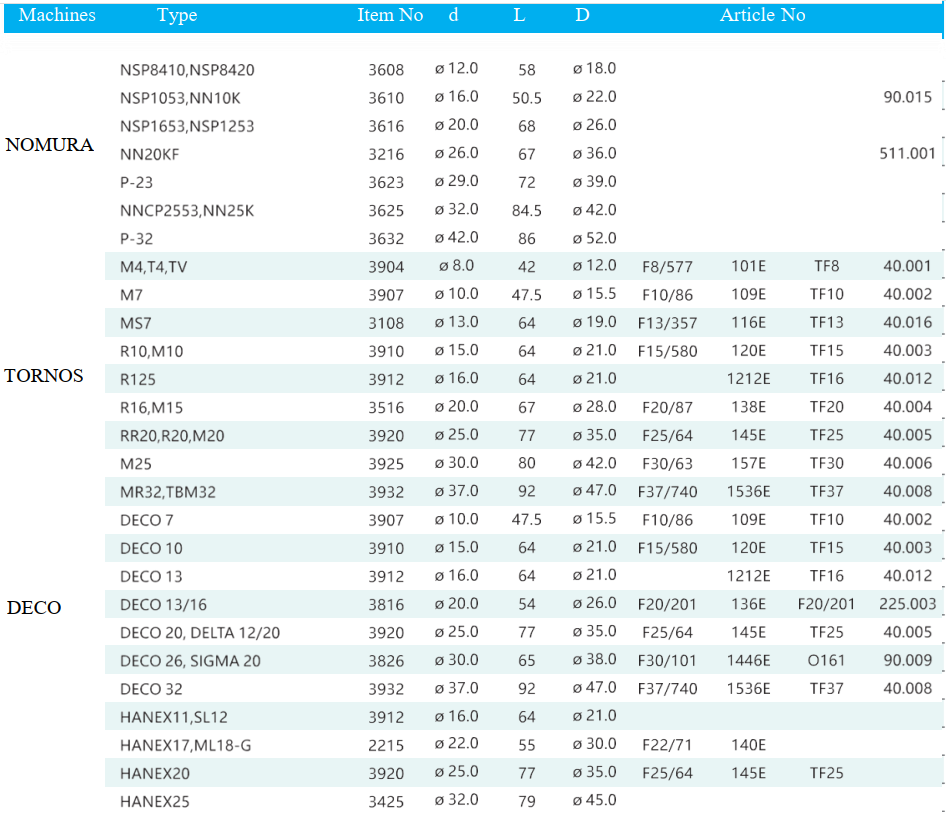 Machines Type Item No d L D Article No
NSP8410,NSP8420 3608 ø 12.0 58 ø 18.0
NSP1053,NN10K 3610 ø 16.0 50.5 ø 22.0 90.015
NSP1653,NSP1253 3616 ø 20.0 68 ø 26.0
NOMURA
NN20KF 3216 ø 26.0 67 ø 36.0 511.001
P-23 3623 ø 29.0 72 ø 39.0
NNCP2553,NN25K 3625 ø 32.0 84.5 ø 42.0
P-32 3632 ø 42.0 86 ø 52.0
M4,T4,TV 3904 ø 8.0 42 ø 12.0 F8/577 101E TF8 40.001
M7 3907 ø 10.0 47.5 ø 15.5 F10/86 109E TF10 40.002
MS7 3108 ø 13.0 64 ø 19.0 F13/357 116E TF13 40.016
R10,M10 3910 ø 15.0 64 ø 21.0 F15/580 120E TF15 40.003
TORNOS R125 3912 ø 16.0 64 ø 21.0 1212E TF16 40.012
R16,M15 3516 ø 20.0 67 ø 28.0 F20/87 138E TF20 40.004
RR20,R20,M20 3920 ø 25.0 77 ø 35.0 F25/64 145E TF25 40.005
M25 3925 ø 30.0 80 ø 42.0 F30/63 157E TF30 40.006
MR32,TBM32 3932 ø 37.0 92 ø 47.0 F37/740 1536E TF37 40.008
DECO 7 3907 ø 10.0 47.5 ø 15.5 F10/86 109E TF10 40.002
DECO 10 3910 ø 15.0 64 ø 21.0 F15/580 120E TF15 40.003
DECO 13 3912 ø 16.0 64 ø 21.0 1212E TF16 40.012
DECO DECO 13/16 3816 ø 20.0 54 ø 26.0 F20/201 136E F20/201 225.003
DECO 20, DELTA 12/20 3920 ø 25.0 77 ø 35.0 F25/64 145E TF25 40.005
DECO 26, SIGMA 20 3826 ø 30.0 65 ø 38.0 F30/101 1446E O161 90.009
DECO 32 3932 ø 37.0 92 ø 47.0 F37/740 1536E TF37 40.008
HANEX11,SL12 3912 ø 16.0 64 ø 21.0
HANEX17,ML18-G 2215 ø 22.0 55 ø 30.0 F22/71 140E
HANEX20 3920 ø 25.0 77 ø 35.0 F25/64 145E TF25
HANEX25 3425 ø 32.0 79 ø 45.0